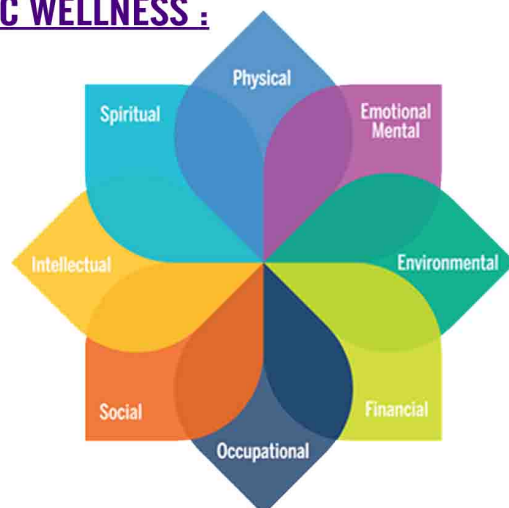 C WELLNESS :
Physical
Spiritual
Emotional
Mental
Intellectual
Environmental
Social
Financial
Occupational